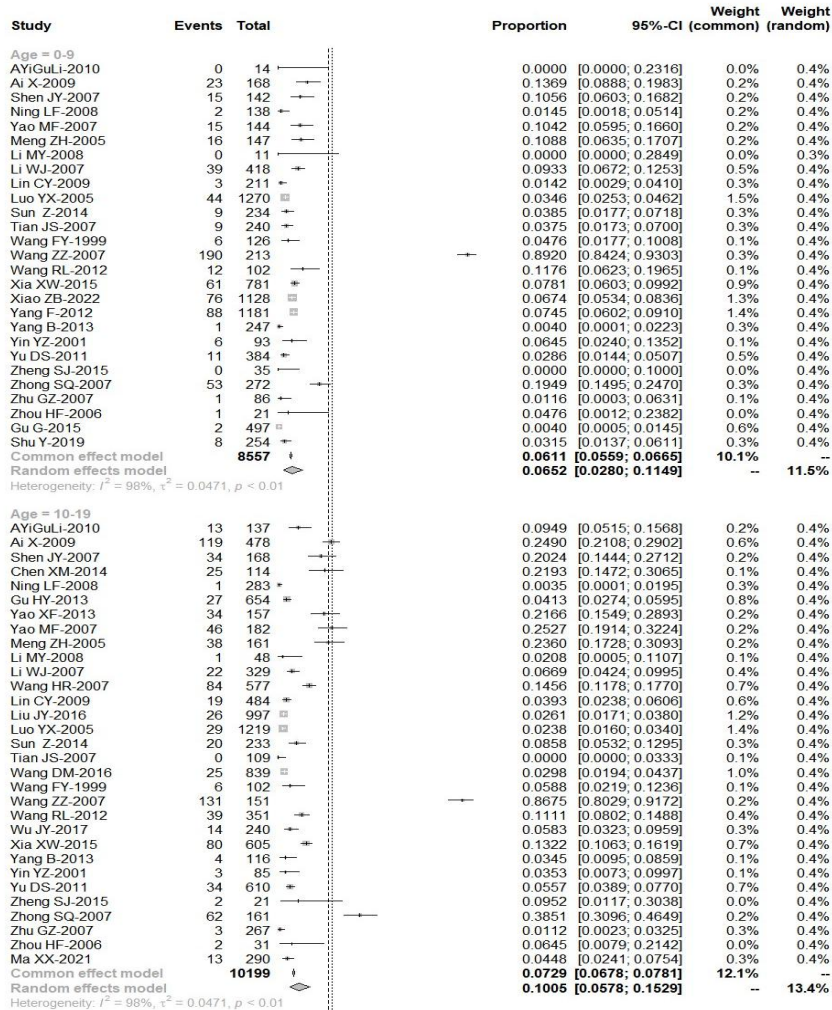 Weight Weight
Study Events Total Proportion 95%-CI (common) (random)
Age = 0-9
AYiGuLi-2010 0 14 0.0000 [0.0000; 0.2316] 0.0% 0.4%
Ai X-2009 23 168 0.1369 [0.0888; 0.1983] 0.2% 0.4%
Shen JY-2007 15 142 0.1056 [0.0603; 0.1682] 0.2% 0.4%
Ning LF-2008 2 138 0.0145 [0.0018; 0.0514] 0.2% 0.4%
Yao MF-2007 15 144 0.1042 [0.0595; 0.1660] 0.2% 0.4%
Meng ZH-2005 16 147 0.1088 [0.0635; 0.1707] 0.2% 0.4%
Li MY-2008 0 11 0.0000 [0.0000; 0.2849] 0.0% 0.3%
Li WJ-2007 39 418 0.0933 [0.0672; 0.1253] 0.5% 0.4%
Lin CY-2009 3 211 0.0142 [0.0029; 0.0410] 0.2% 0.4%
Luo YX-2005 44 1270 0.0346 [0.0253; 0.0462] 1.5% 0.4%
Sun Z-2014 9 234 0.0385 [0.0177; 0.0718] 0.3% 0.4%
Tian JS-2007 9 240 0.0375 [0.0173; 0.0700] 0.3% 0.4%
Wang FY-1999 6 126 0.0476 [0.0177; 0.1008] 0.1% 0.4%
Wang ZZ-2007 190 213 0.8920 [0.8424; 0.9303] 0.3% 0.4%
Wang RL-2012 12 102 0.1176 [0.0623; 0.1965] 0.1% 0.4%
Xia XW-2015 61 781 0.0781 [0.0603; 0.0992] 0.9% 0.4%
Xiao ZB-2022 76 1128 0.0674 [0.0534; 0.0836] 1.3% 0.4%
Yang F-2012 88 1181 0.0745 [0.0602; 0.0910] 1.4% 0.4%
Yang B-2013 1 247 0.0040 [0.0001; 0.0223] 0.3% 0.4%
Yin YZ-2001 6 93 0.0645 [0.0240; 0.1352] 0.1% 0.4%
Yu DS-2011 11 384 0.0286 [0.0144; 0.0507] 0.5% 0.4%
Zheng SJ-2015 0 35 0.0000 [0.0000; 0.1000] 0.0% 0.4%
Zhong SQ-2007 53 272 0.1949 [0.1495; 0.2470] 0.3% 0.4%
Zhu GZ-2007 1 86 0.0116 [0.0003; 0.0631] 0.1% 0.4%
Zhou HF-2006 1 21 0.0476 [0.0012; 0.2382] 0.0% 0.4%
Gu G-2015 2 497 0.0040 [0.0005; 0.0145] 0.6% 0.4%
Shu Y-2019 8 254 0.0315 [0.0137; 0.0611] 0.3% 0.4%
Common effect model 8557 0.0611 [0.0559; 0.0665] 10.1% --
Random effects model 0.0652 [0.0280; 0.1149] -- 11.5%
Heterogeneity: I² = 98%, τ² = 0.0471, p < 0.01
Age = 10-19
AYiGuLi-2010 13 137 0.0949 [0.0515; 0.1568] 0.2% 0.4%
Ai X-2009 119 478 0.2490 [0.2108; 0.2902] 0.6% 0.4%
Shen JY-2007 34 168 0.2024 [0.1444; 0.2712] 0.2% 0.4%
Chen XM-2014 25 114 0.2193 [0.1472; 0.3065] 0.1% 0.4%
Ning LF-2008 1 283 0.0035 [0.0001; 0.0195] 0.3% 0.4%
Gu HY-2013 27 654 0.0413 [0.0274; 0.0595] 0.8% 0.4%
Yao XF-2013 34 157 0.2166 [0.1549; 0.2893] 0.2% 0.4%
Yao MF-2007 46 182 0.2527 [0.1914; 0.3224] 0.2% 0.4%
Meng ZH-2005 38 161 0.2360 [0.1728; 0.3093] 0.2% 0.4%
Li MY-2008 1 48 0.0208 [0.0005; 0.1107] 0.1% 0.4%
Li WJ-2007 22 329 0.0669 [0.0424; 0.0995] 0.4% 0.4%
Wang HR-2007 84 577 0.1456 [0.1178; 0.1770] 0.7% 0.4%
Lin CY-2009 19 484 0.0393 [0.0238; 0.0606] 0.6% 0.4%
Liu JY-2016 26 997 0.0261 [0.0171; 0.0380] 1.2% 0.4%
Luo YX-2005 29 1219 0.0238 [0.0160; 0.0340] 1.4% 0.4%
Sun Z-2014 20 233 0.0858 [0.0532; 0.1295] 0.3% 0.4%
Tian JS-2007 0 109 0.0000 [0.0000; 0.0333] 0.1% 0.4%
Wang DM-2016 25 839 0.0298 [0.0194; 0.0437] 1.0% 0.4%
Wang FY-1999 6 102 0.0588 [0.0219; 0.1236] 0.1% 0.4%
Wang ZZ-2007 131 151 0.8675 [0.8029; 0.9172] 0.2% 0.4%
Wang RL-2012 39 351 0.1111 [0.0802; 0.1488] 0.4% 0.4%
Wu JY-2017 14 240 0.0583 [0.0323; 0.0959] 0.3% 0.4%
Xia XW-2015 80 605 0.1322 [0.1063; 0.1619] 0.7% 0.4%
Yang B-2013 4 116 0.0345 [0.0095; 0.0859] 0.1% 0.4%
Yin YZ-2001 3 85 0.0353 [0.0073; 0.0997] 0.1% 0.4%
Yu DS-2011 34 610 0.0557 [0.0389; 0.0770] 0.7% 0.4%
Zheng SJ-2015 2 21 0.0952 [0.0117; 0.3038] 0.0% 0.4%
Zhong SQ-2007 62 161 0.3851 [0.3096; 0.4649] 0.2% 0.4%
Zhu GZ-2007 3 267 0.0112 [0.0023; 0.0325] 0.3% 0.4%
Zhou HF-2006 2 31 0.0645 [0.0079; 0.2142] 0.0% 0.4%
Ma XX-2021 13 290 0.0448 [0.0241; 0.0754] 0.3% 0.4%
Common effect model 10199 0.0729 [0.0678; 0.0781] 12.1% --
Random effects model 0.1005 [0.0578; 0.1529] -- 13.4%
Heterogeneity: I² = 98%, τ² = 0.0471, p < 0.01